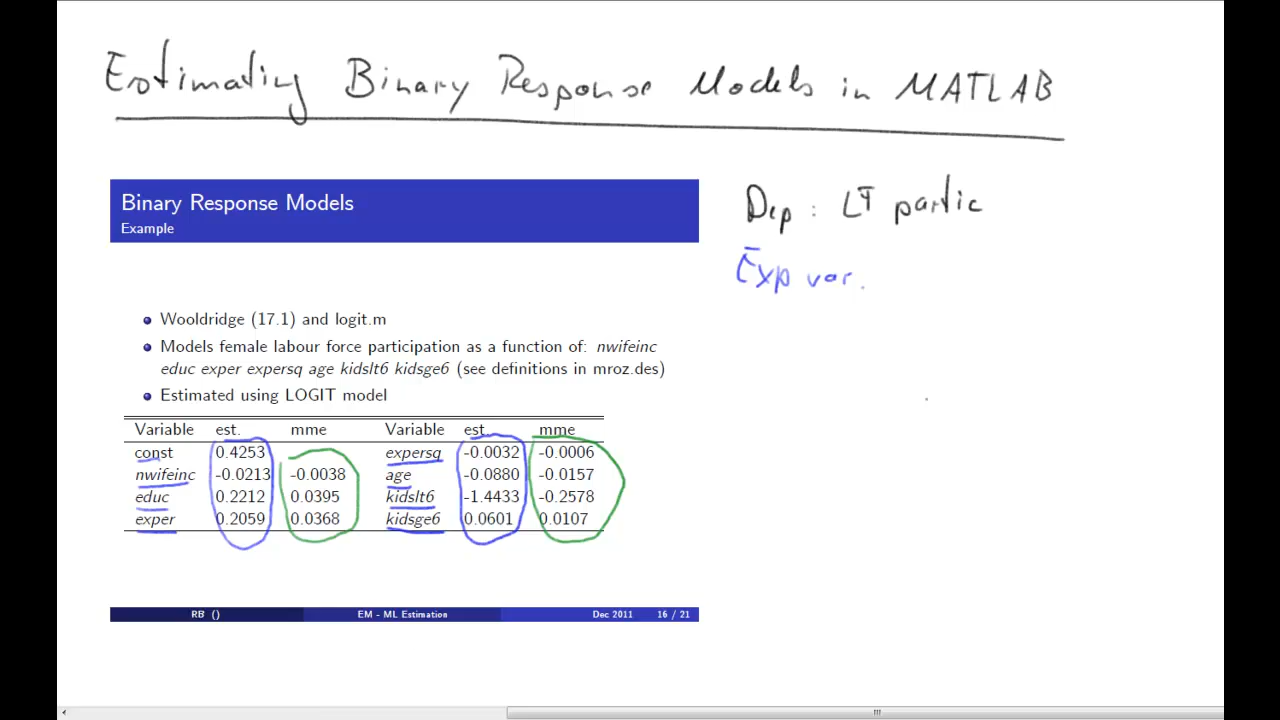 Estimating Binary Response Models in MATLAB
Binary Response Models
Example
Dep : LF partic
Exp var.
Wooldridge (17.1) and logit.m
Models female labour force participation as a function of: nwifeinc
educ exper expersq age kidslt6 kidsge6 (see definitions in mroz.des)
Estimated using LOGIT model
Variable est. mme Variable est. mme
const 0.4253 expersq -0.0032 -0.0006
nwifeinc -0.0213 -0.0038 age -0.0880 -0.0157
educ 0.2212 0.0395 kidslt6 -1.4433 -0.2578
exper 0.2059 0.0368 kidsge6 0.0601 0.0107
RB () EM - ML Estimation Dec 2011 16 / 21